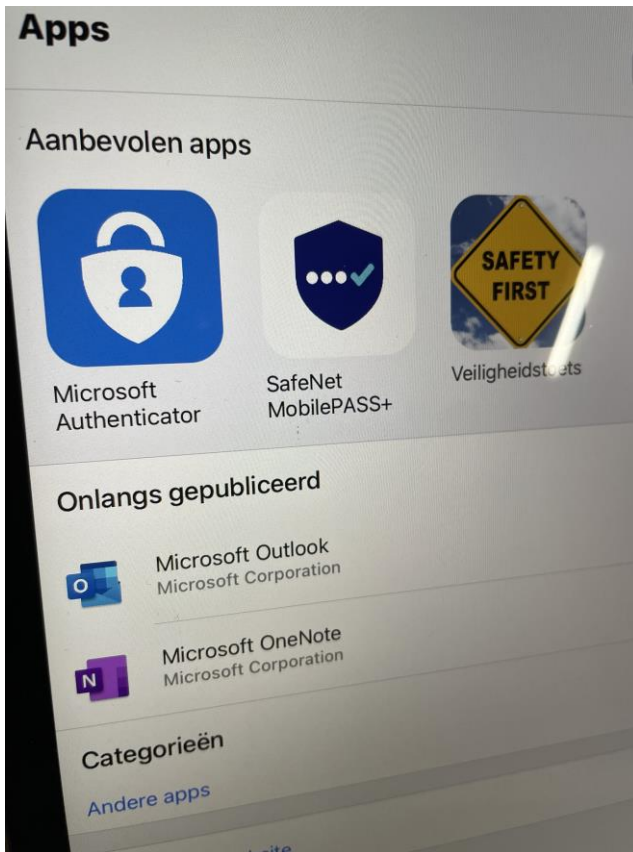 Apps
Aanbevolen apps
SAFETY
FIRST
Microsoft
Authenticator
SafeNet
MobilePASS+
Veiligheidstoets
Onlangs gepubliceerd
O
Microsoft Outlook
Microsoft Corporation
N
Microsoft OneNote
Microsoft Corporation
Categorieën
Andere apps